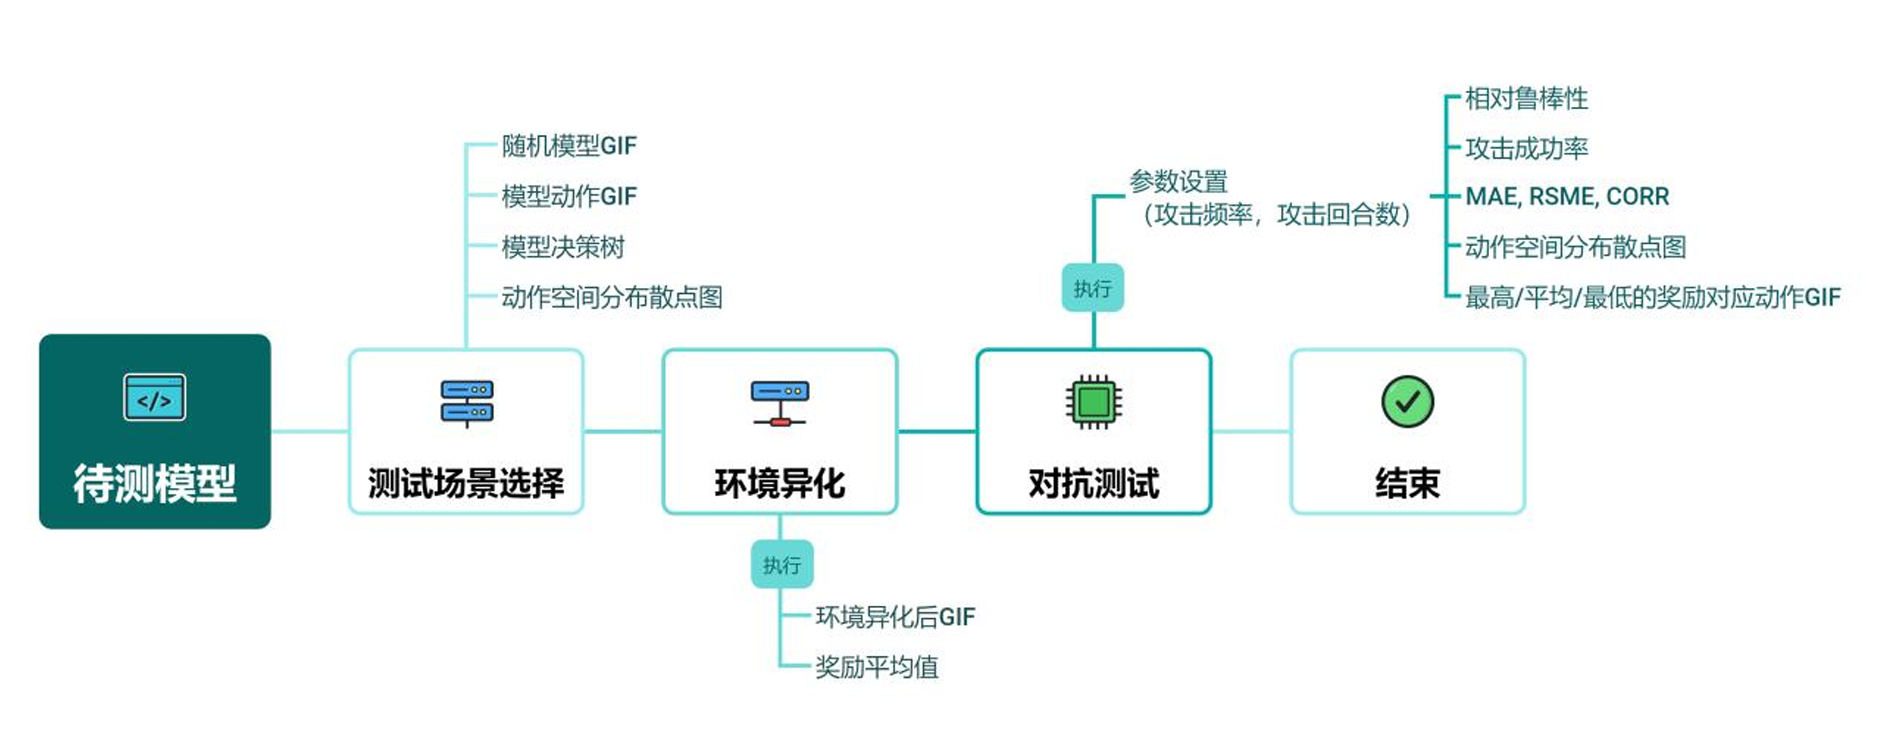 随机模型GIF
模型动作GIF
模型决策树
动作空间分布散点图
参数设置
（攻击频率，攻击回合数）
执行
相对鲁棒性
攻击成功率
MAE, RSME, CORR
动作空间分布散点图
最高/平均/最低的奖励对应动作GIF
</>
待测模型
测试场景选择
环境异化
对抗测试
结束
执行
环境异化后GIF
奖励平均值